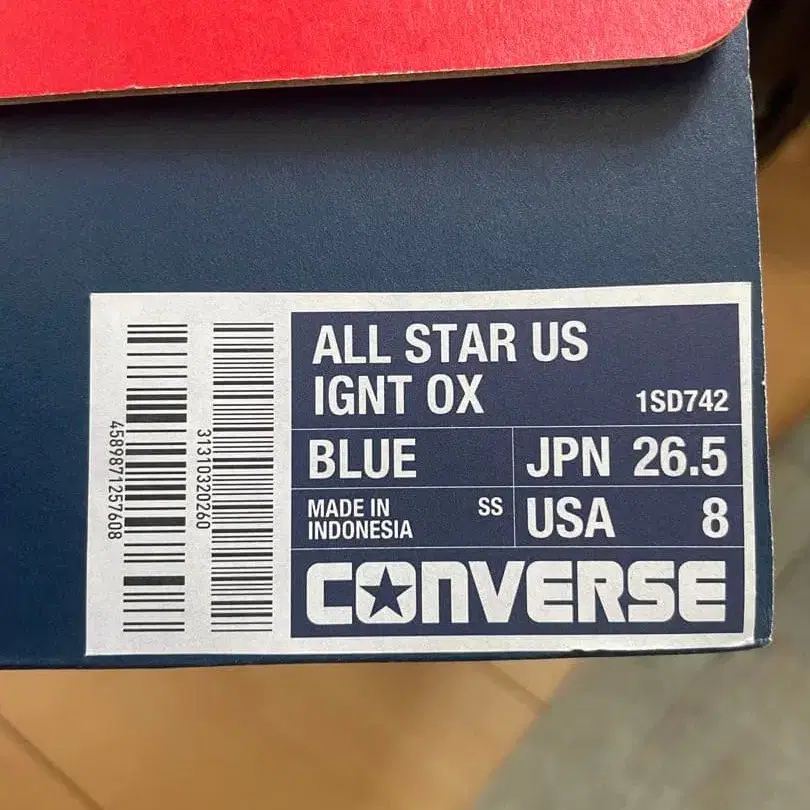 4589871257608
31310320260
ALL STAR US
IGNT OX 1SD742
BLUE JPN 26.5
MADE IN
INDONESIA SS USA 8
CONVERSE